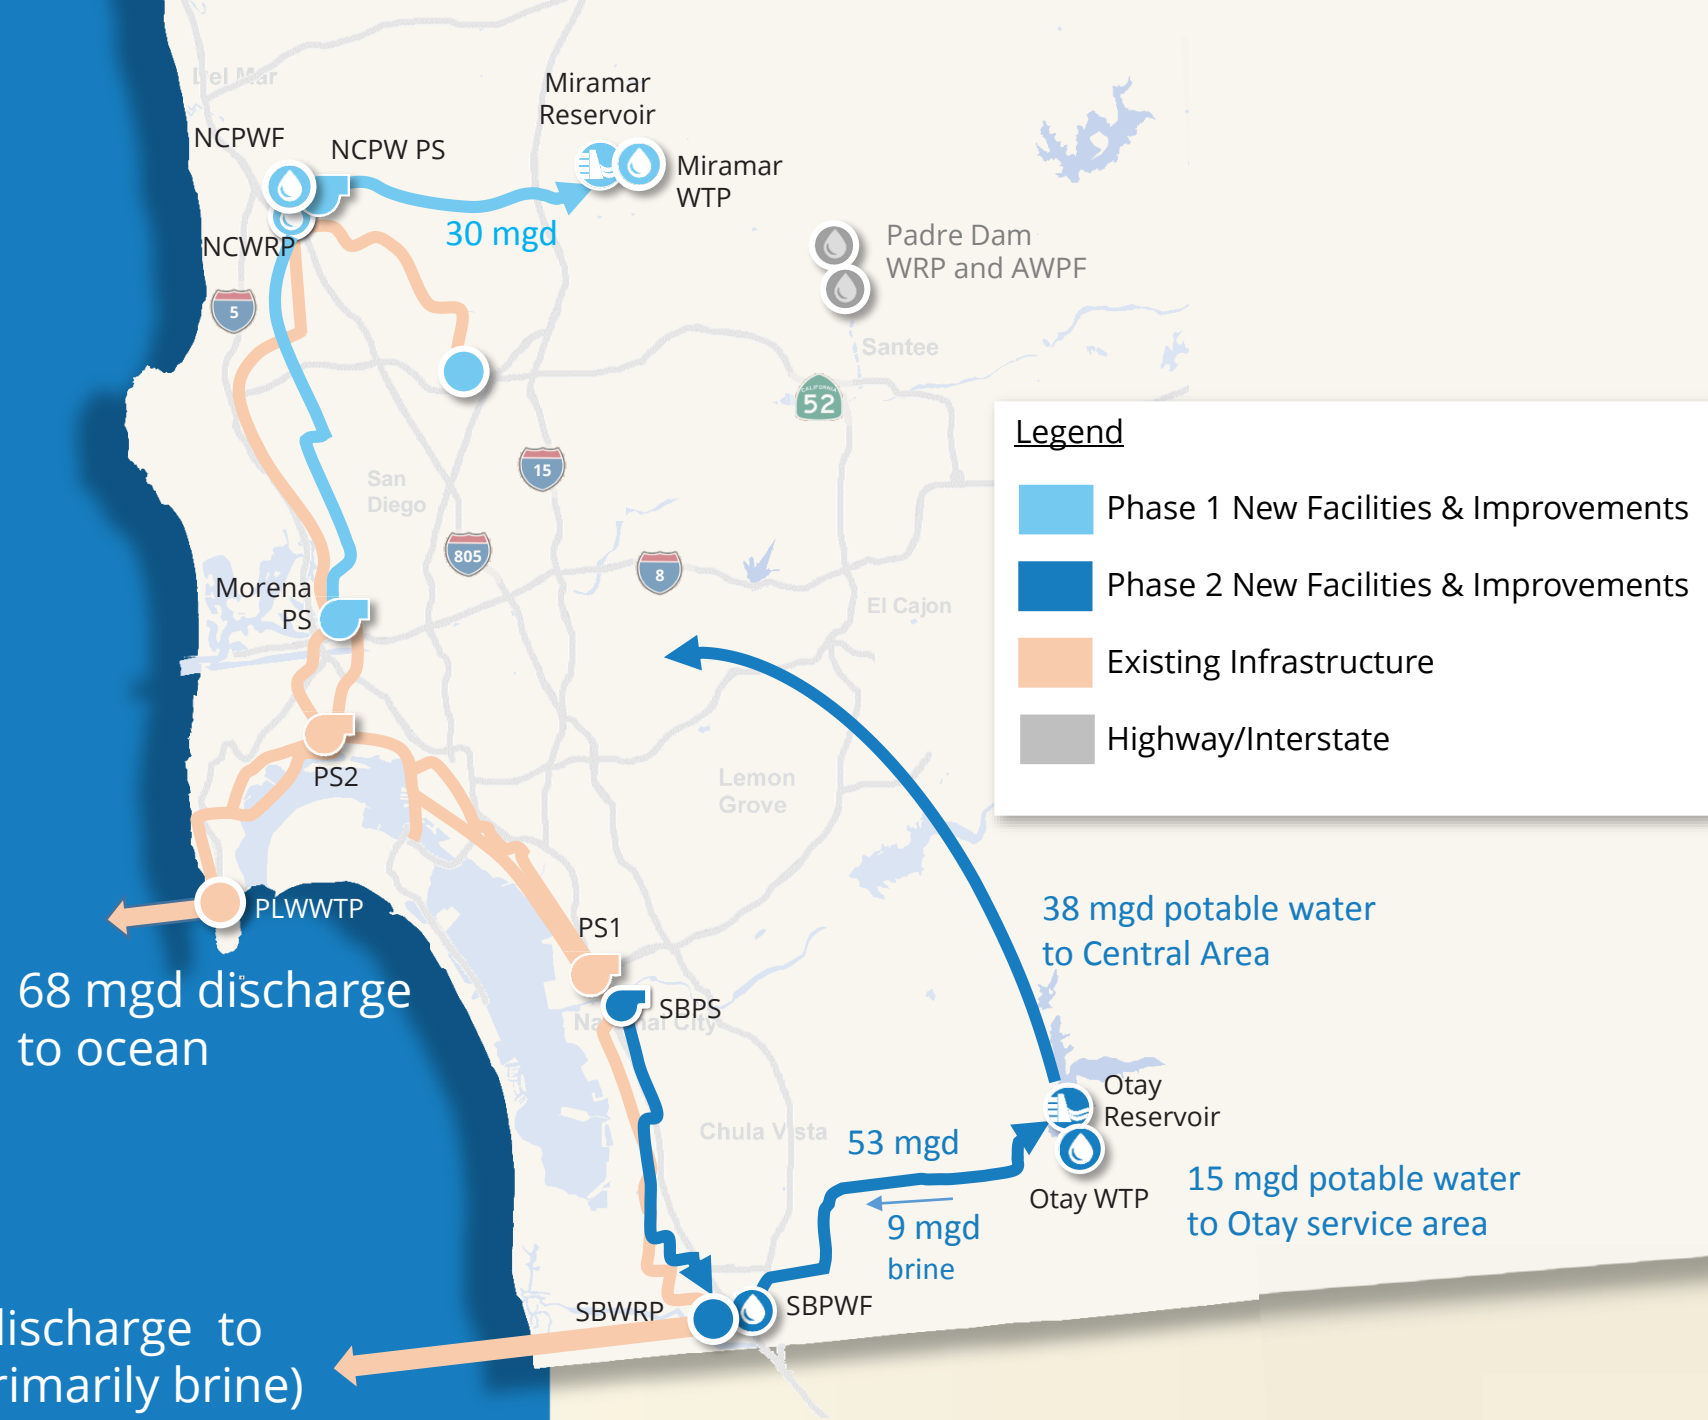 Del Mar
Miramar
Reservoir
NCPWF
NCPW PS
Miramar
WTP
30 mgd
NCWRP
Padre Dam
WRP and AWPF
5
Santee
CALIFORNIA
52
Legend
Phase 1 New Facilities & Improvements
Phase 2 New Facilities & Improvements
Existing Infrastructure
Highway/Interstate
15
San
Diego
805
8
Morena
PS
El Cajon
PS2
Lemon
Grove
PLWWTP
PS1
38 mgd potable water
to Central Area
68 mgd discharge
to ocean
SBPS
National City
Otay
Reservoir
Chula Vista
53 mgd
Otay WTP
15 mgd potable water
to Otay service area
9 mgd
brine
SBWRP
SBPWF
discharge to
rimarily brine)